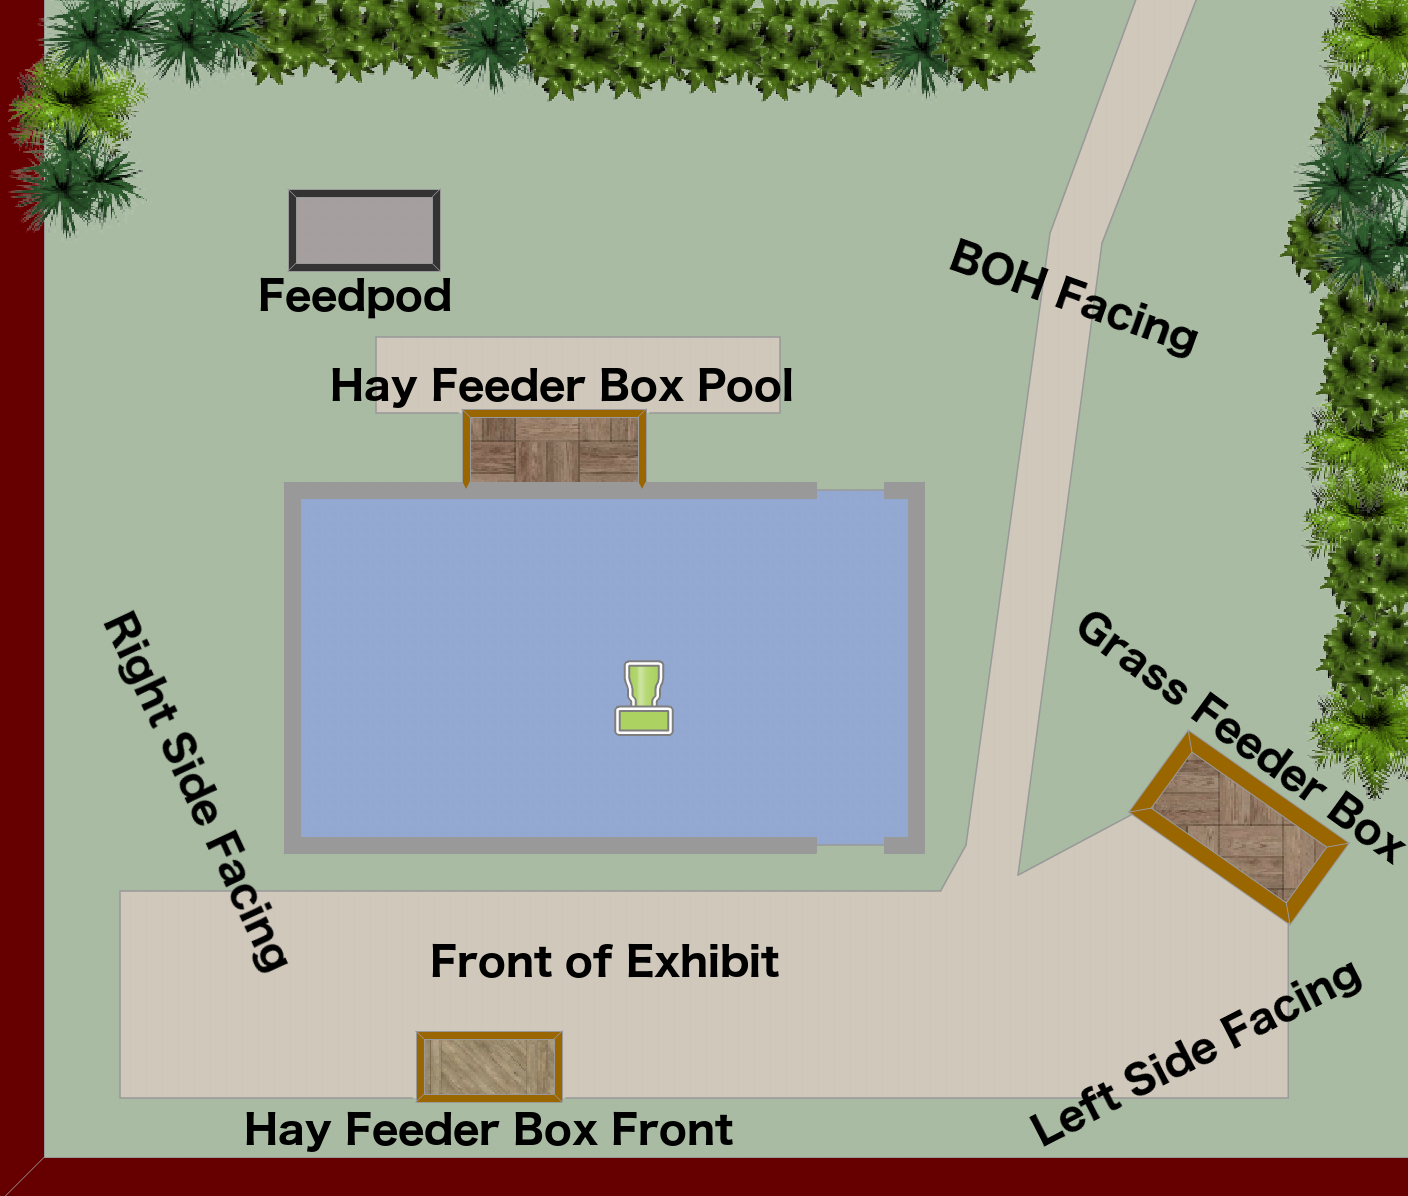 BOH Facing
Feedpod
Hay Feeder Box Pool
Grass Feeder Box
Right Side Facing
Front of Exhibit
Left Side Facing
Hay Feeder Box Front